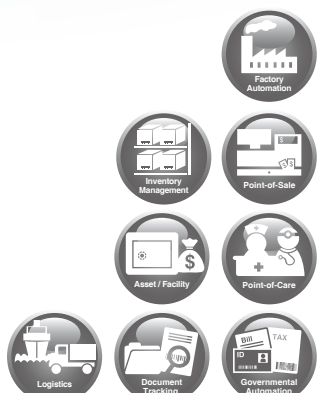 Factory
Automation
Inventory
Management
$
$ $
Point-of-Sale
$
Asset / Facility
Point-of-Care
Logistics
Document
Tracking
Bill
TAX
ID
Governmental
Automation